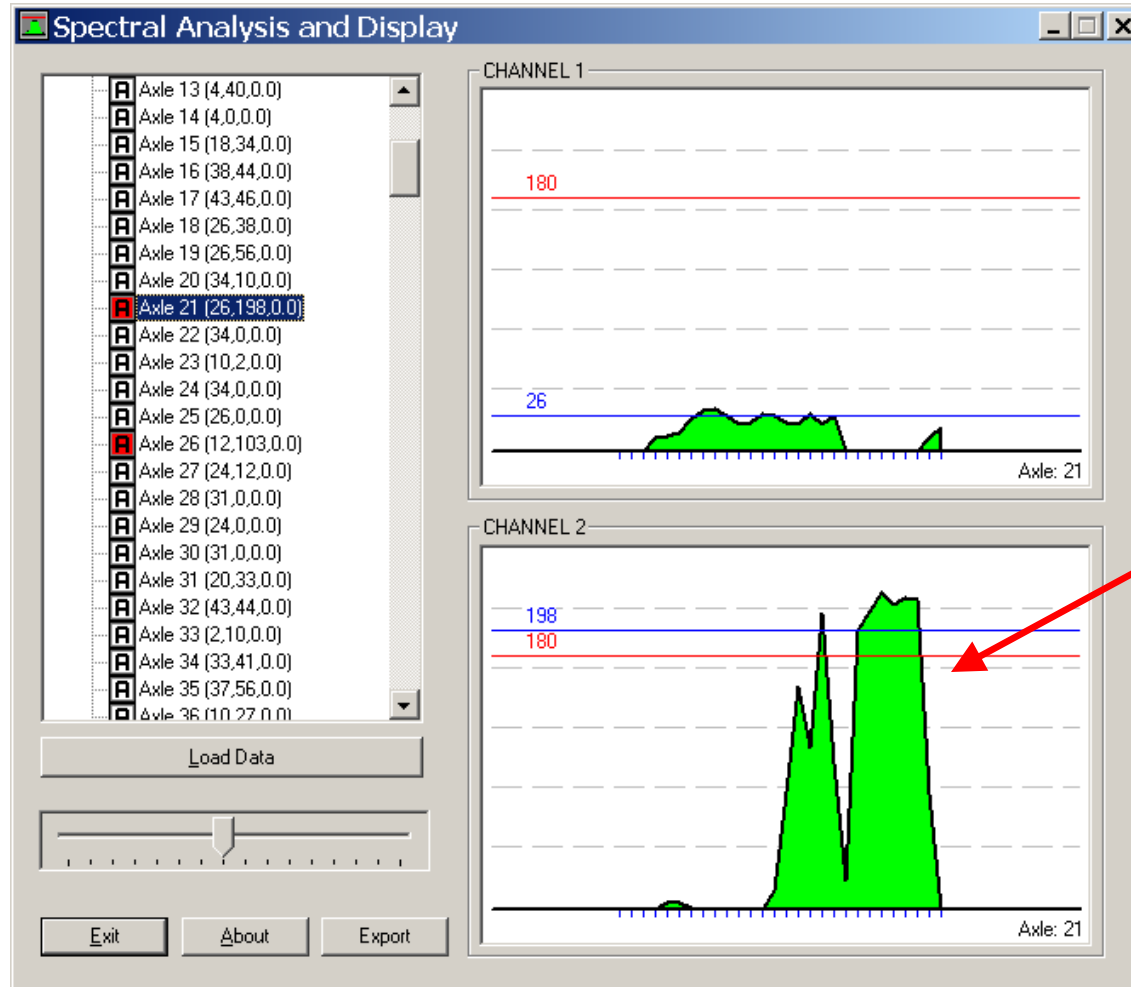 Spectral Analysis and Display
Axle 13 (4,40,0.0)
Axle 14 (4,0,0.0)
Axle 15 (18,34,0.0)
Axle 16 (38,44,0.0)
Axle 17 (43,46,0.0)
Axle 18 (26,38,0.0)
Axle 19 (26,56,0.0)
Axle 20 (34,10,0.0)
Axle 21 (26,198,0.0)
Axle 22 (34,0,0.0)
Axle 23 (10,2,0.0)
Axle 24 (34,0,0.0)
Axle 25 (26,0,0.0)
Axle 26 (12,103,0.0)
Axle 27 (24,12,0.0)
Axle 28 (31,0,0.0)
Axle 29 (24,0,0.0)
Axle 30 (31,0,0.0)
Axle 31 (20,33,0.0)
Axle 32 (43,44,0.0)
Axle 33 (2,10,0.0)
Axle 34 (33,41,0.0)
Axle 35 (37,56,0.0)
Axle 36 (10,27,0.0)
Load Data
Exit
About
Export
CHANNEL 1
180
26
Axle: 21
CHANNEL 2
198
180
Axle: 21